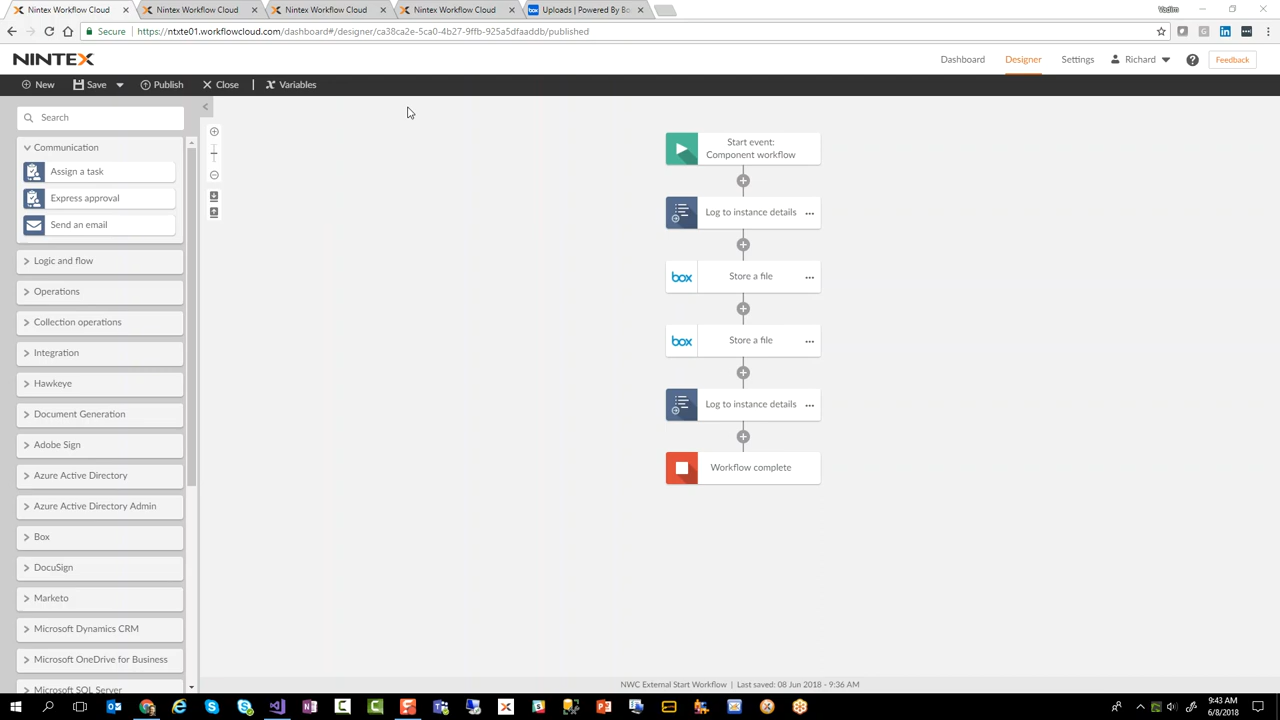 Nintex Workflow Cloud
Nintex Workflow Cloud
Nintex Workflow Cloud
Nintex Workflow Cloud
box
Uploads | Powered By Bo
Vadim
Secure
https://ntxte01.workflowcloud.com/dashboard#/designer/ca38ca2e-5ca0-4b27-9ffb-925a5dfaaddb/published
NINTEX
Dashboard
Designer
Settings
Richard
Feedback
New
Save
Publish
Close
Variables
Search
Communication
Assign a task
Express approval
Send an email
Logic and flow
Operations
Collection operations
Integration
Hawkeye
Document Generation
Adobe Sign
Azure Active Directory
Azure Active Directory Admin
Box
DocuSign
Marketo
Microsoft Dynamics CRM
Microsoft OneDrive for Business
Microsoft SQL Server
Start event:
Component workflow
Log to instance details
box
Store a file
box
Store a file
Log to instance details
Workflow complete
NWC External Start Workflow | Last saved: 08 Jun 2018 - 9:36 AM
9:43 AM
6/8/2018